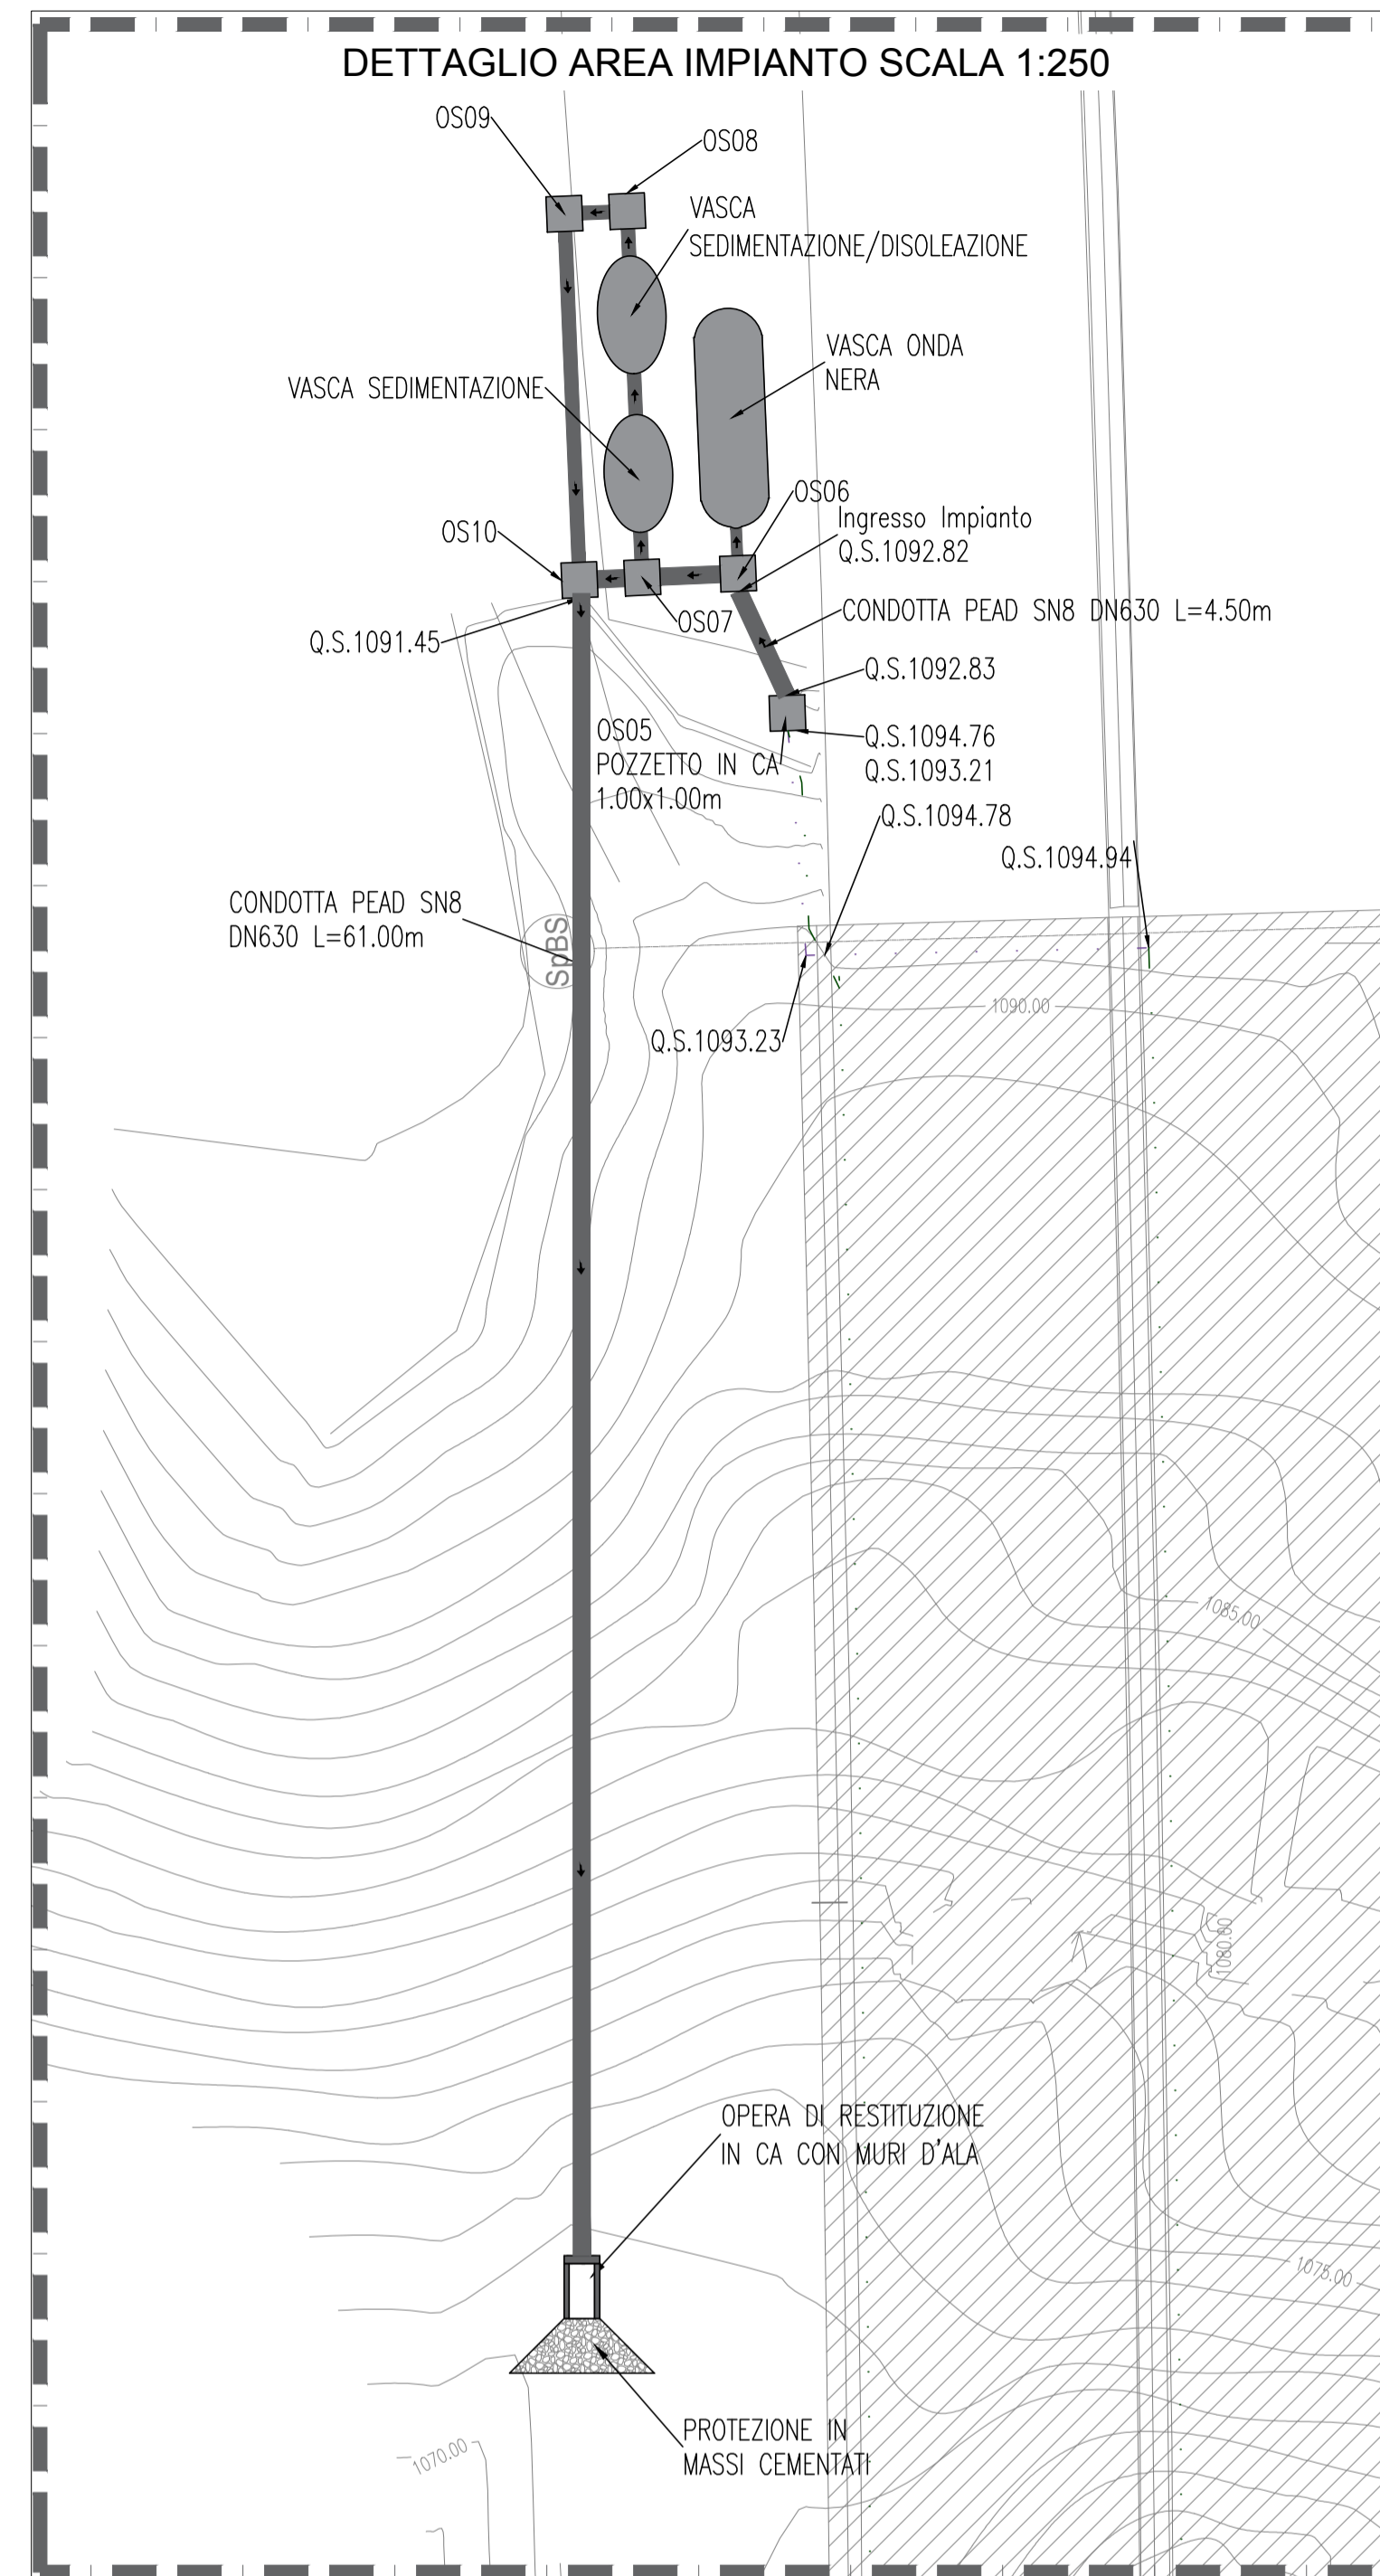 DETTAGLIO AREA IMPIANTO SCALA 1:250
OS09
OS08
VASCA
SEDIMENTAZIONE/DISOLEAZIONE
VASCA ONDA
NERA
VASCA SEDIMENTAZIONE
OS06
Ingresso Impianto
Q.S.1092.82
OS10
CONDOTTA PEAD SN8 DN630 L=4.50m
OS07
Q.S.1091.45
Q.S.1092.83
OS05
POZZETTO IN CA
1.00x1.00m
Q.S.1094.76
Q.S.1093.21
Q.S.1094.78
Q.S.1094.94
CONDOTTA PEAD SN8
DN630 L=61.00m
SpBS
1090.00
Q.S.1093.23
1085.00
1080.00
OPERA DI RESTITUZIONE
IN CA CON MURI D'ALA
1075.00
PROTEZIONE IN
MASSI CEMENTATI
1070.00